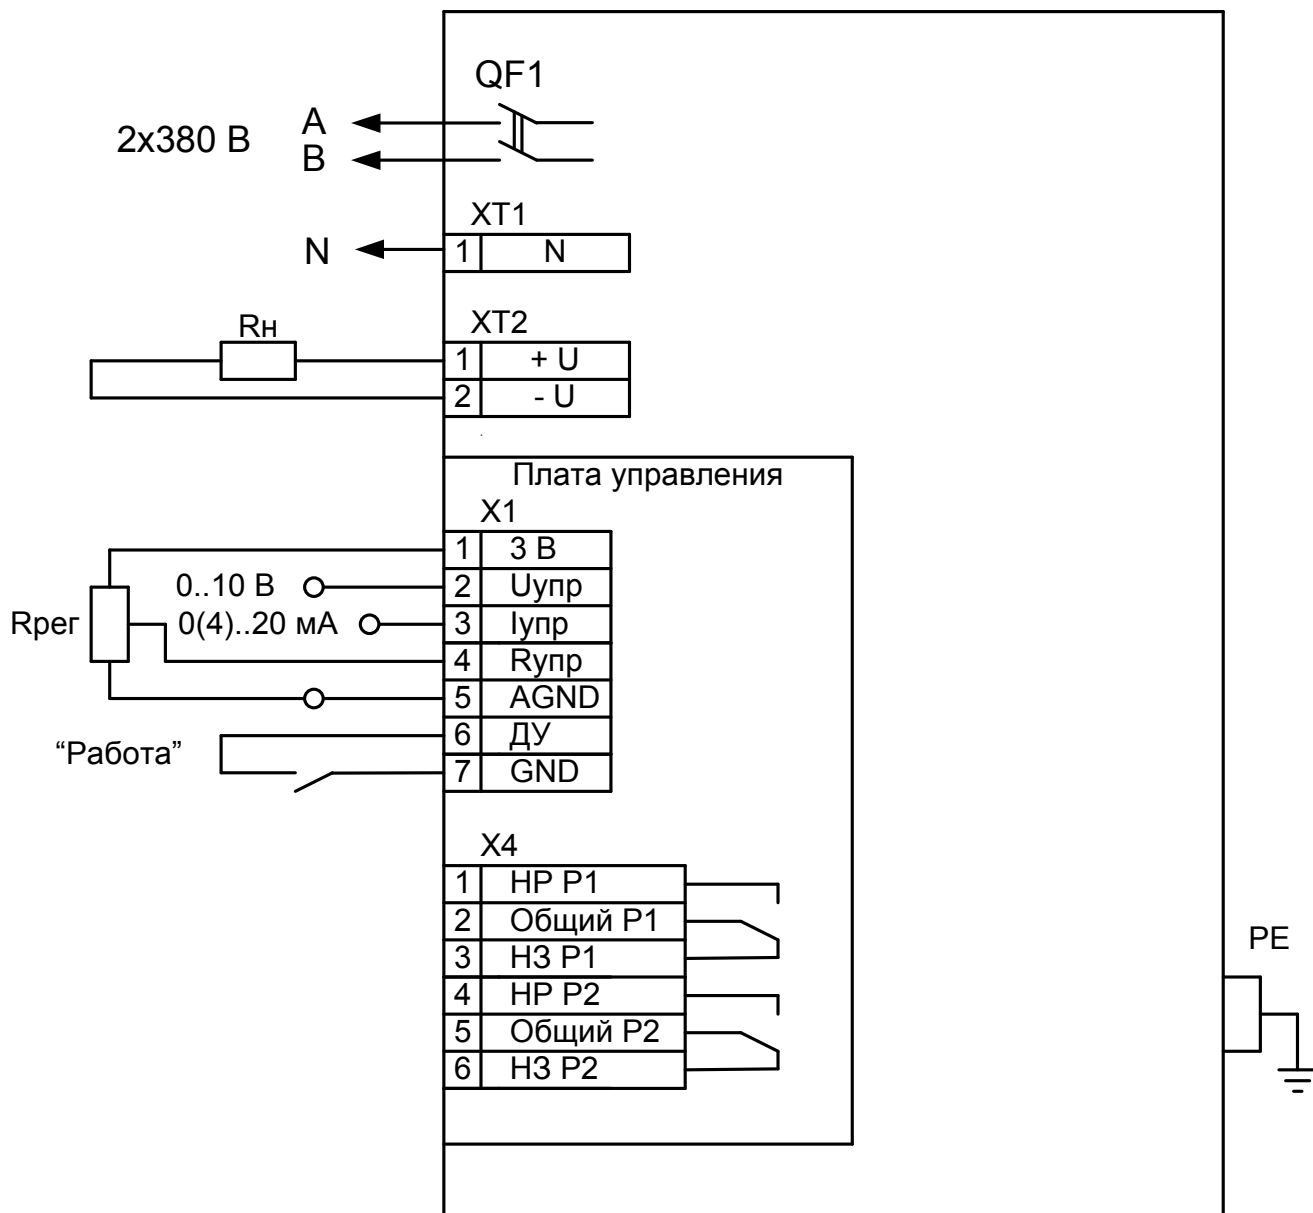 QF1
2x380 В
A
B
XT1
N
1 N
Rн
XT2
1 + U
2 - U
Плата управления
X1
1 3 В
0..10 В 2 Uупр
Rрег 0(4)..20 мА 3 Iупр
4 Rупр
5 AGND
“Работа” 6 ДУ
7 GND
X4
1 НР Р1
2 Общий Р1
3 НЗ Р1
4 НР Р2
5 Общий Р2
6 НЗ Р2
PE